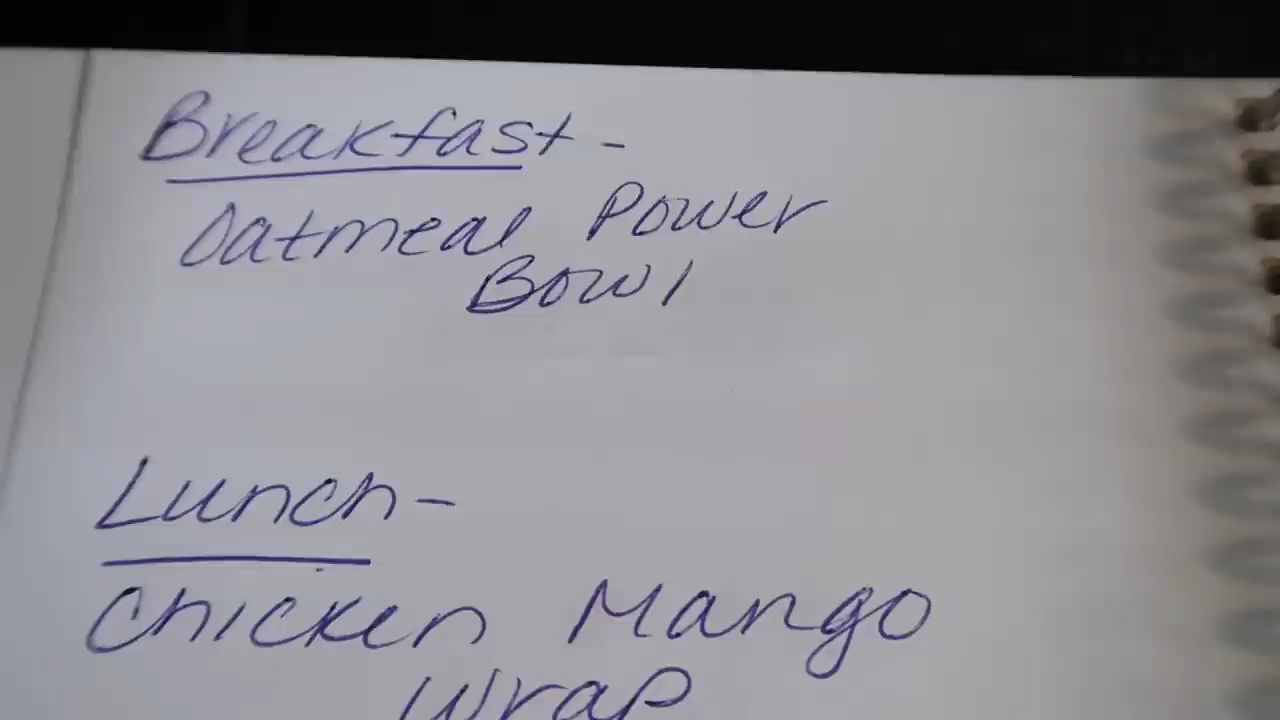 Breakfast -
Oatmeal Power
Bowl
Lunch-
Chicken Mango
Wrap